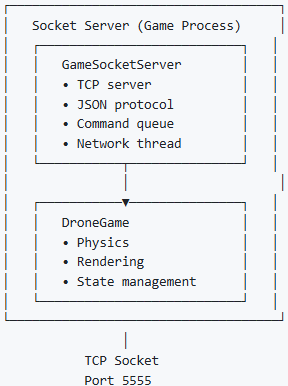 Socket Server (Game Process)
GameSocketServer
• TCP server
• JSON protocol
• Command queue
• Network thread
DroneGame
• Physics
• Rendering
• State management
TCP Socket
Port 5555